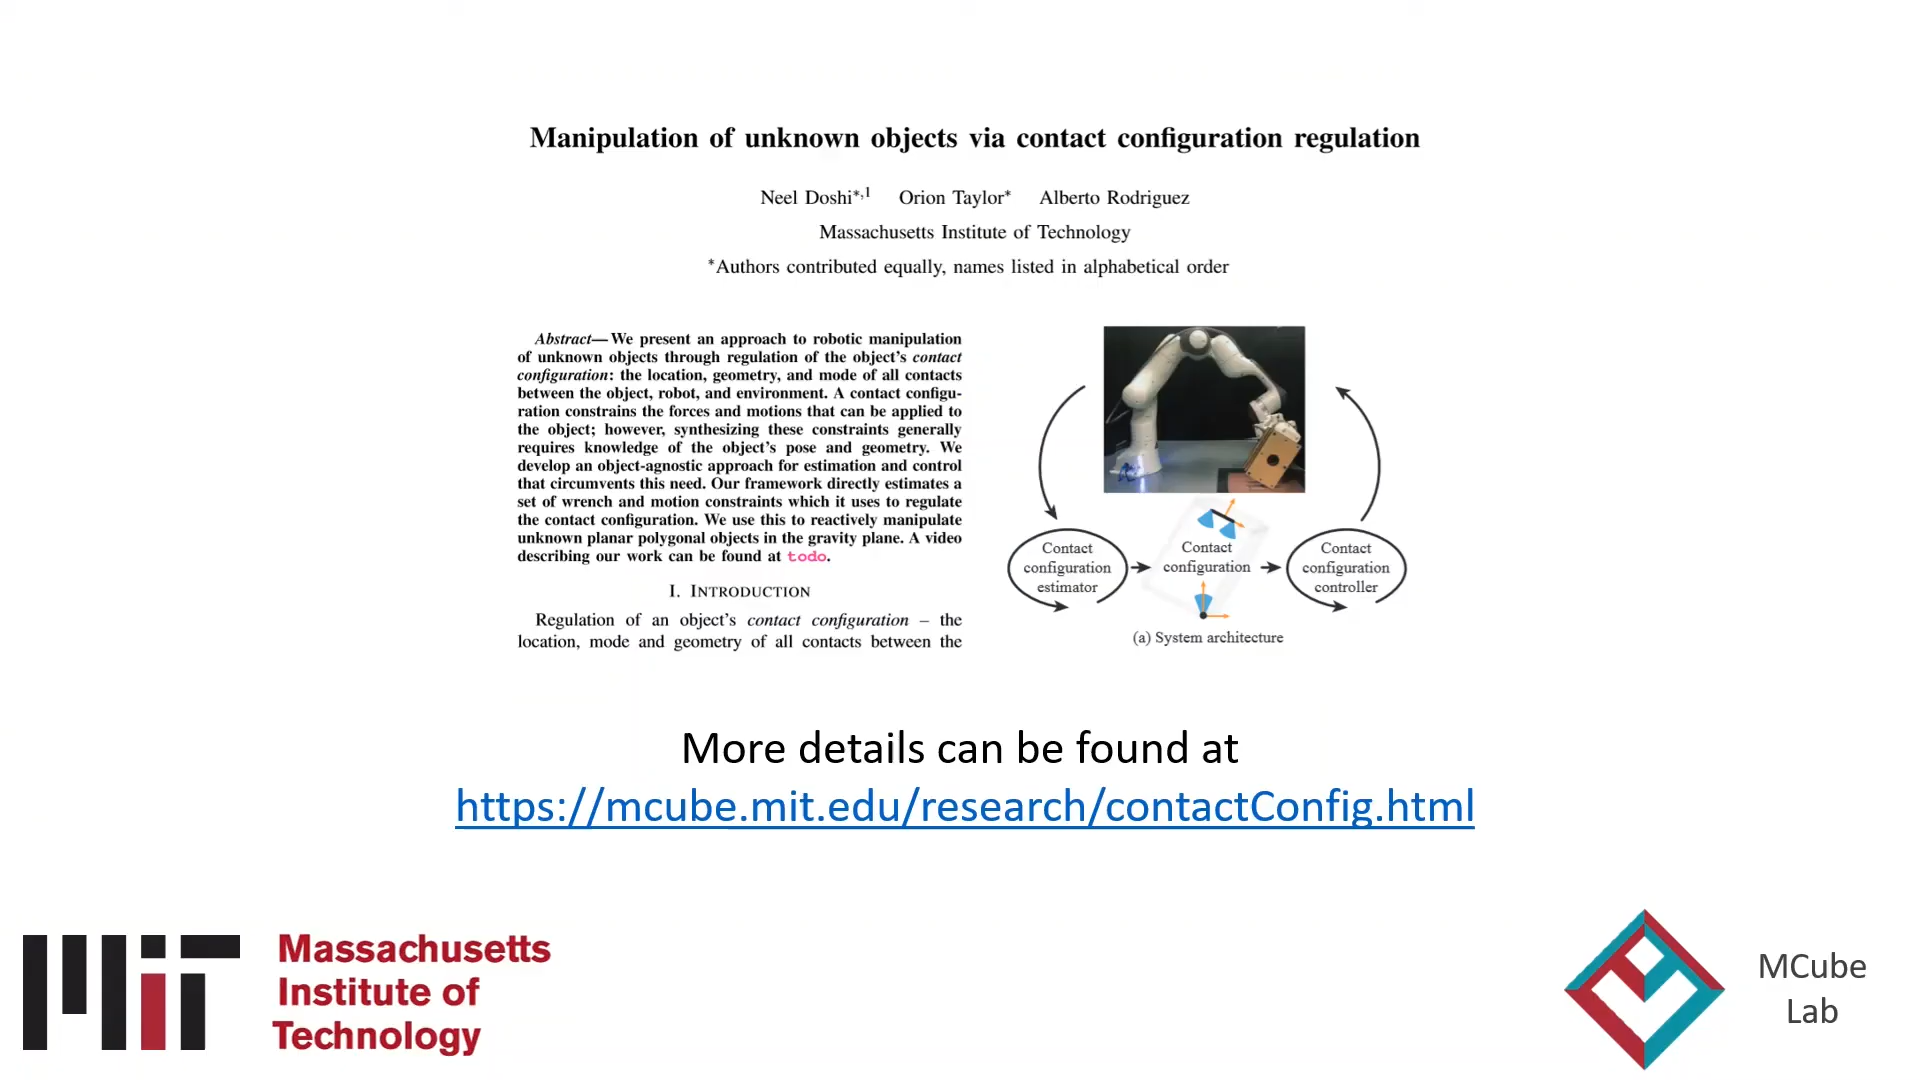 Manipulation of unknown objects via contact configuration regulation
Neel Doshi*,1 Orion Taylor* Alberto Rodriguez
Massachusetts Institute of Technology
*Authors contributed equally, names listed in alphabetical order
Abstract—We present an approach to robotic manipulation
of unknown objects through regulation of the object's contact
configuration: the location, geometry, and mode of all contacts
between the object, robot, and environment. A contact configu-
ration constrains the forces and motions that can be applied to
the object; however, synthesizing these constraints generally
requires knowledge of the object's pose and geometry. We
develop an object-agnostic approach for estimation and control
that circumvents this need. Our framework directly estimates a
set of wrench and motion constraints which it uses to regulate
the contact configuration. We use this to reactively manipulate
unknown planar polygonal objects in the gravity plane. A video
describing our work can be found at todo.
I. INTRODUCTION
Regulation of an object's contact configuration – the
location, mode and geometry of all contacts between the
Contact
configuration
estimator
Contact
configuration
Contact
configuration
controller
(a) System architecture
More details can be found at
https://mcube.mit.edu/research/contactConfig.html
MIT
Massachusetts
Institute of
Technology
MCube
Lab